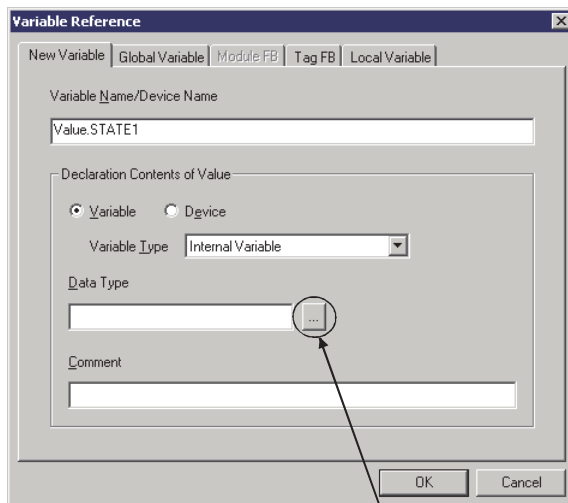 Variable Reference
New Variable Global Variable Module FB Tag FB Local Variable
Variable Name/Device Name
Value.STATE1
Declaration Contents of Value
Variable Device
Variable Type Internal Variable
Data Type
...
Comment
OK Cancel